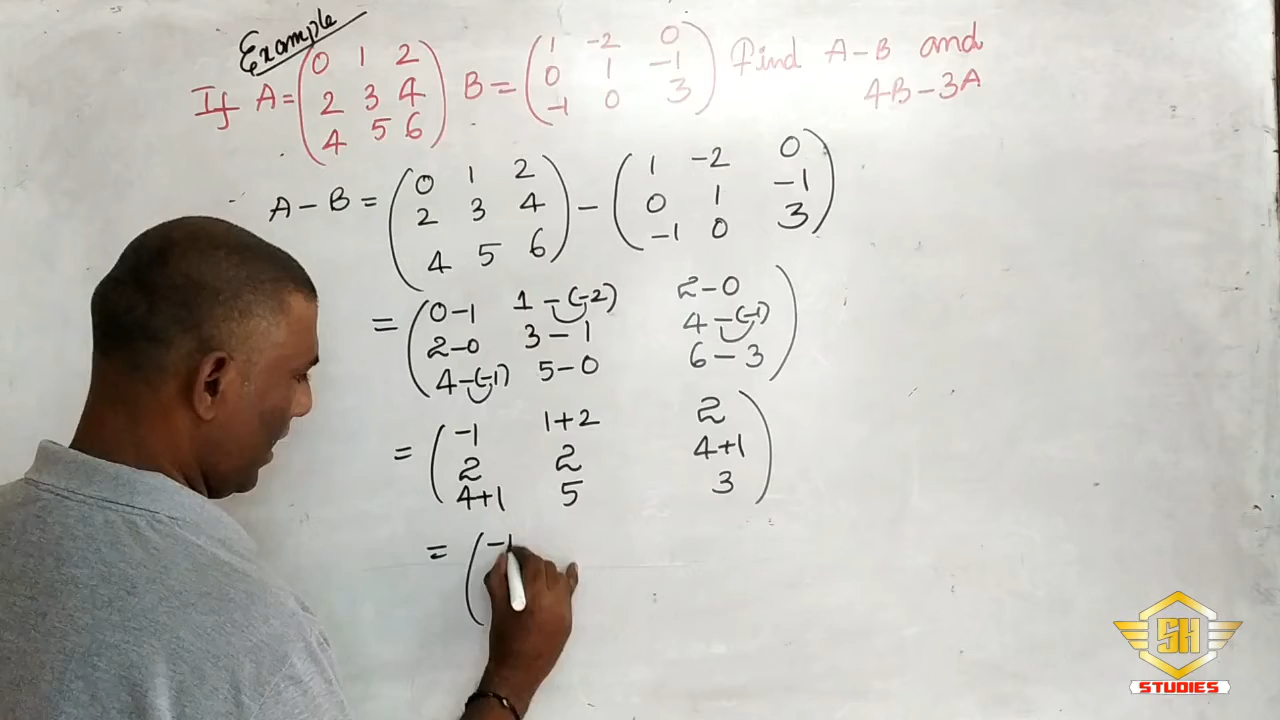 Example
If A = (0 1 2 B = (1 -2 0) Find A-B and
2 3 4 0 1 -1 4B-3A
4 5 6) -1 0 3)
A-B = (0 1 2 - (1 -2 0
2 3 4 0 1 -1
4 5 6) -1 0 3)
= (0-1 1-(-2) 2-0
2-0 3-1 4-(-1)
4-(-1) 5-0 6-3)
= (-1 1+2 2
2 2 4+1
4+1 5 3)
= (-1
SH
STUDIES